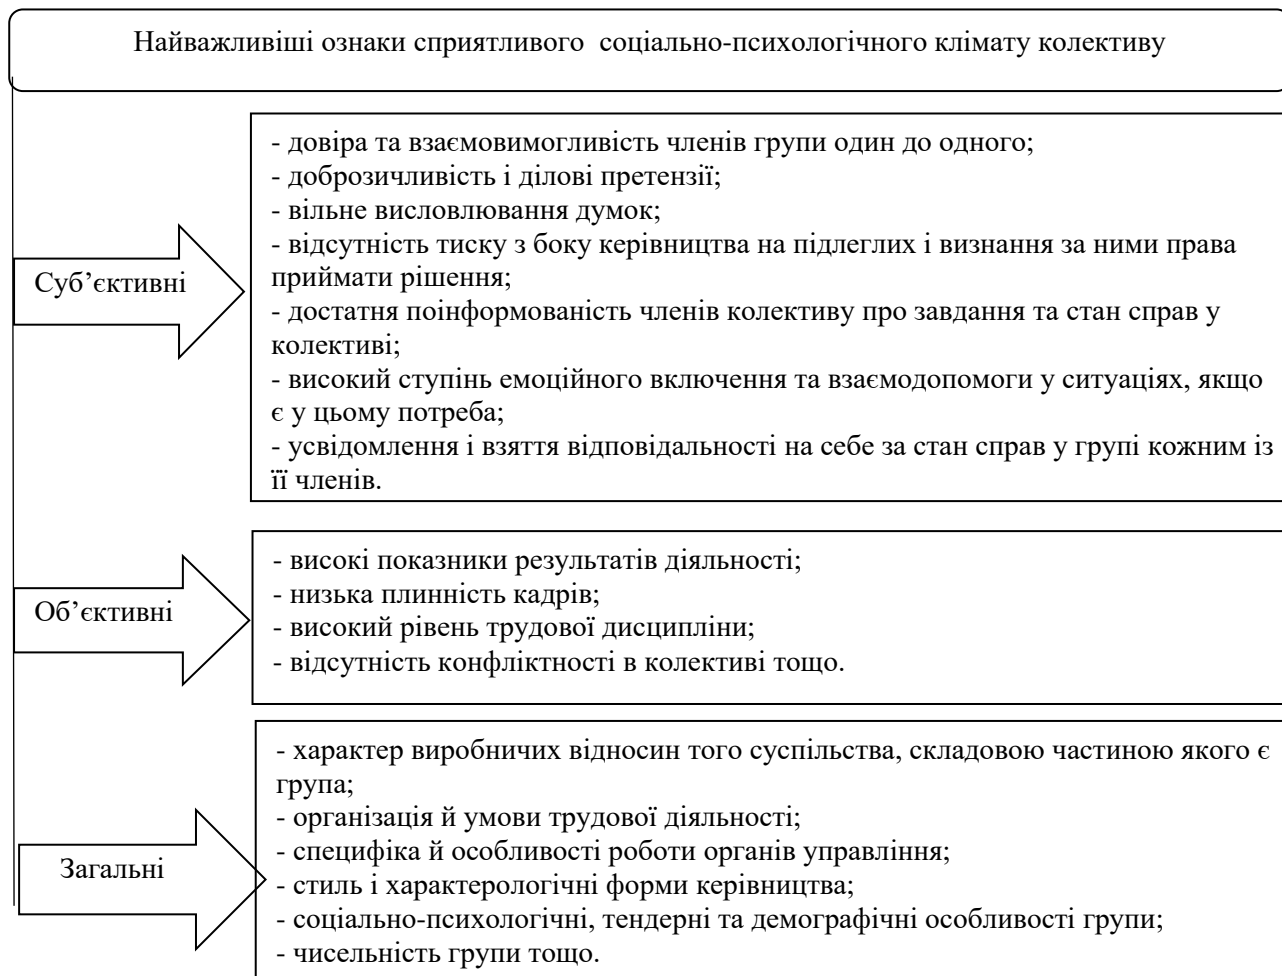 Найважливіші ознаки сприятливого соціально-психологічного клімату колективу
Суб’єктивні
- довіра та взаємовимогливість членів групи один до одного;
- доброзичливість і ділові претензії;
- вільне висловлювання думок;
- відсутність тиску з боку керівництва на підлеглих і визнання за ними права
приймати рішення;
- достатня поінформованість членів колективу про завдання та стан справ у
колективі;
- високий ступінь емоційного включення та взаємодопомоги у ситуаціях, якщо
є у цьому потреба;
- усвідомлення і взяття відповідальності на себе за стан справ у групі кожним із
її членів.
Об’єктивні
- високі показники результатів діяльності;
- низька плинність кадрів;
- високий рівень трудової дисципліни;
- відсутність конфліктності в колективі тощо.
Загальні
- характер виробничих відносин того суспільства, складовою частиною якого є
група;
- організація й умови трудової діяльності;
- специфіка й особливості роботи органів управління;
- стиль і характерологічні форми керівництва;
- соціально-психологічні, тендерні та демографічні особливості групи;
- чисельність групи тощо.